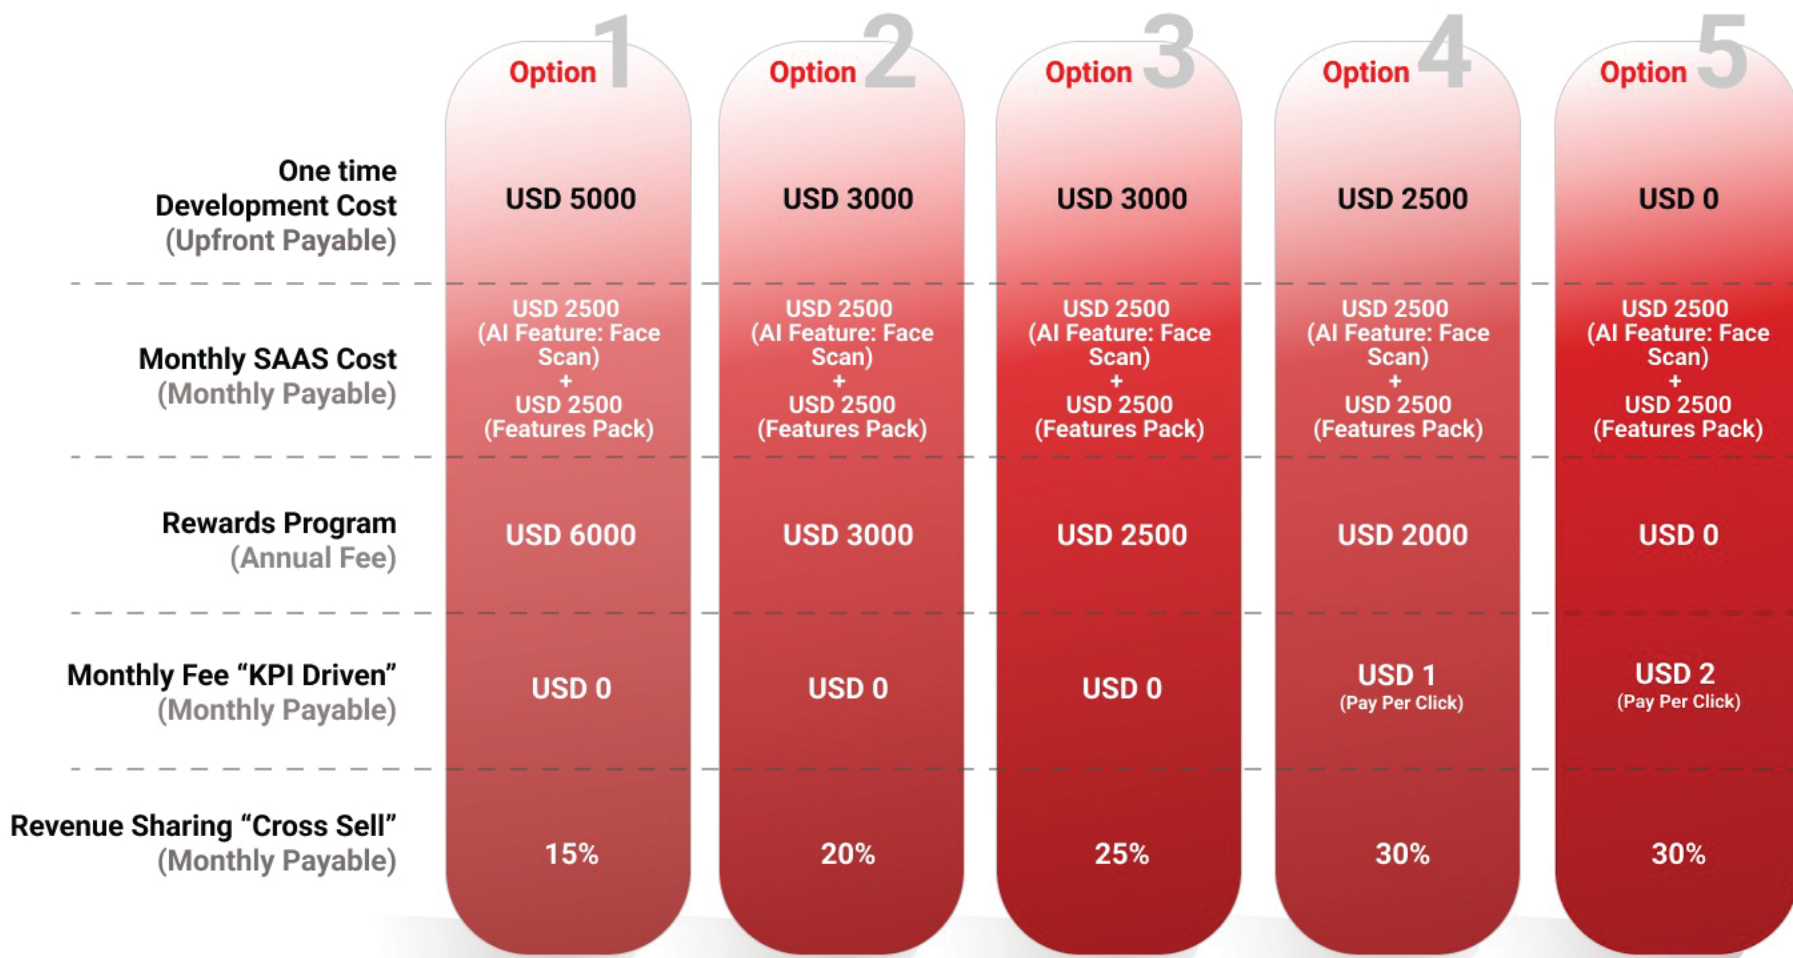 Option 1
Option 2
Option 3
Option 4
Option 5
One time
Development Cost
(Upfront Payable)
USD 5000
USD 3000
USD 3000
USD 2500
USD 0
Monthly SAAS Cost
(Monthly Payable)
USD 2500
(AI Feature: Face
Scan)
+
USD 2500
(Features Pack)
USD 2500
(AI Feature: Face
Scan)
+
USD 2500
(Features Pack)
USD 2500
(AI Feature: Face
Scan)
+
USD 2500
(Features Pack)
USD 2500
(AI Feature: Face
Scan)
+
USD 2500
(Features Pack)
USD 2500
(AI Feature: Face
Scan)
+
USD 2500
(Features Pack)
Rewards Program
(Annual Fee)
USD 6000
USD 3000
USD 2500
USD 2000
USD 0
Monthly Fee “KPI Driven”
(Monthly Payable)
USD 0
USD 0
USD 0
USD 1
(Pay Per Click)
USD 2
(Pay Per Click)
Revenue Sharing “Cross Sell”
(Monthly Payable)
15%
20%
25%
30%
30%